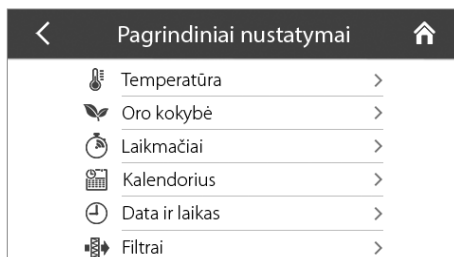 Pagrindiniai nustatymai
Temperatūra
Oro kokybė
Laikmačiai
Kalendorius
Data ir laikas
Filtrai